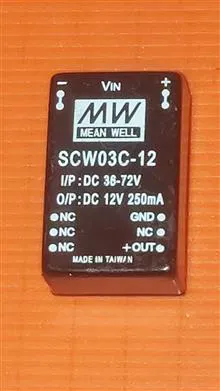 VIN
- +
MW
MEAN WELL
SCW03C-12
I/P : DC 36-72V
O/P : DC 12V 250mA
NC GND
NC NC
NC +OUT
MADE IN TAIWAN